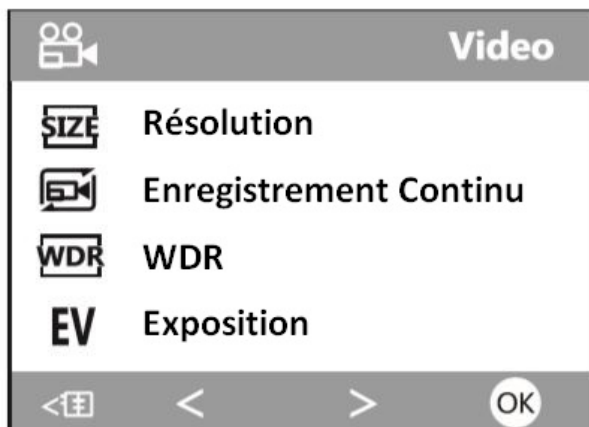 Video
SIZE Résolution
Enregistrement Continu
WDR WDR
EV Exposition
< < > OK